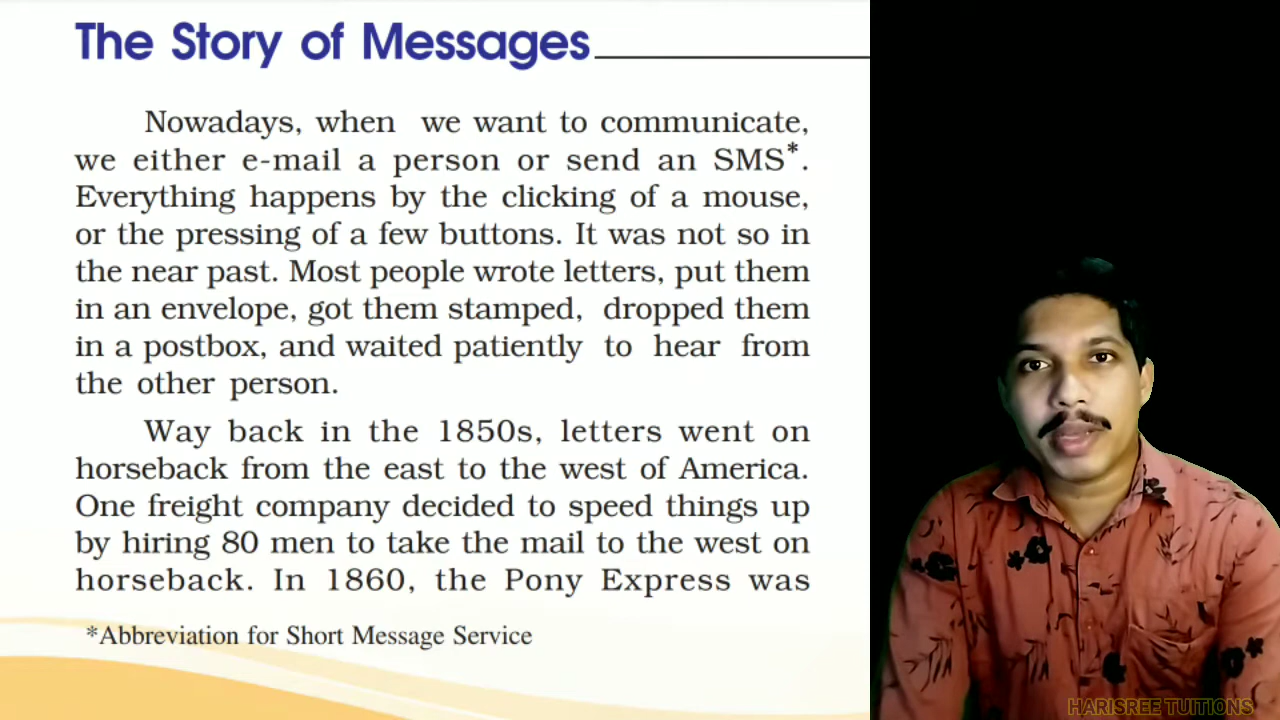 The Story of Messages
Nowadays, when we want to communicate,
we either e-mail a person or send an SMS*.
Everything happens by the clicking of a mouse,
or the pressing of a few buttons. It was not so in
the near past. Most people wrote letters, put them
in an envelope, got them stamped, dropped them
in a postbox, and waited patiently to hear from
the other person.
Way back in the 1850s, letters went on
horseback from the east to the west of America.
One freight company decided to speed things up
by hiring 80 men to take the mail to the west on
horseback. In 1860, the Pony Express was
*Abbreviation for Short Message Service
HARISREE TUITIONS